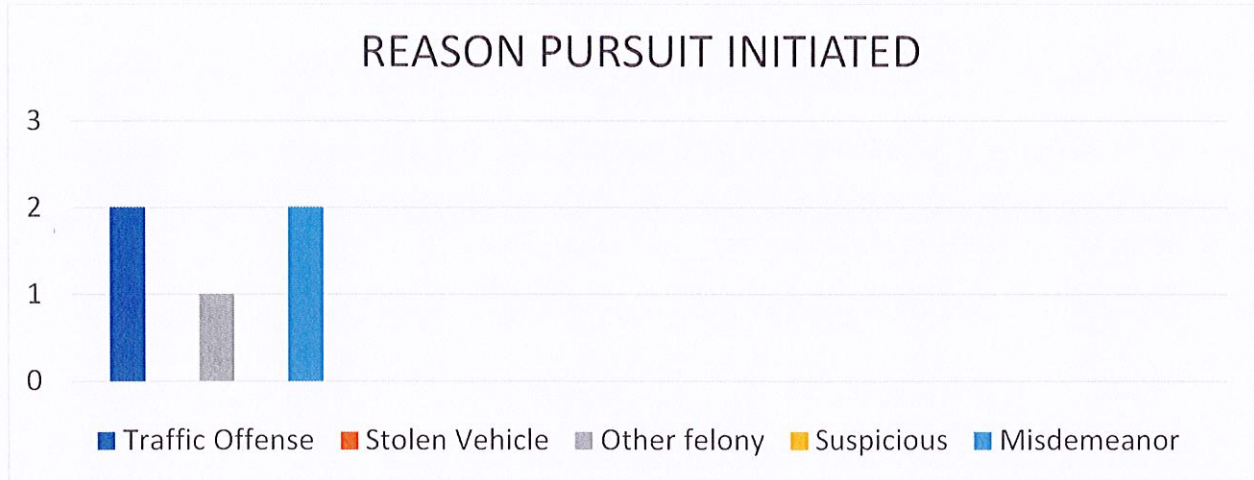 REASON PURSUIT INITIATED
3
2
1
0
Traffic Offense Stolen Vehicle Other felony Suspicious Misdemeanor